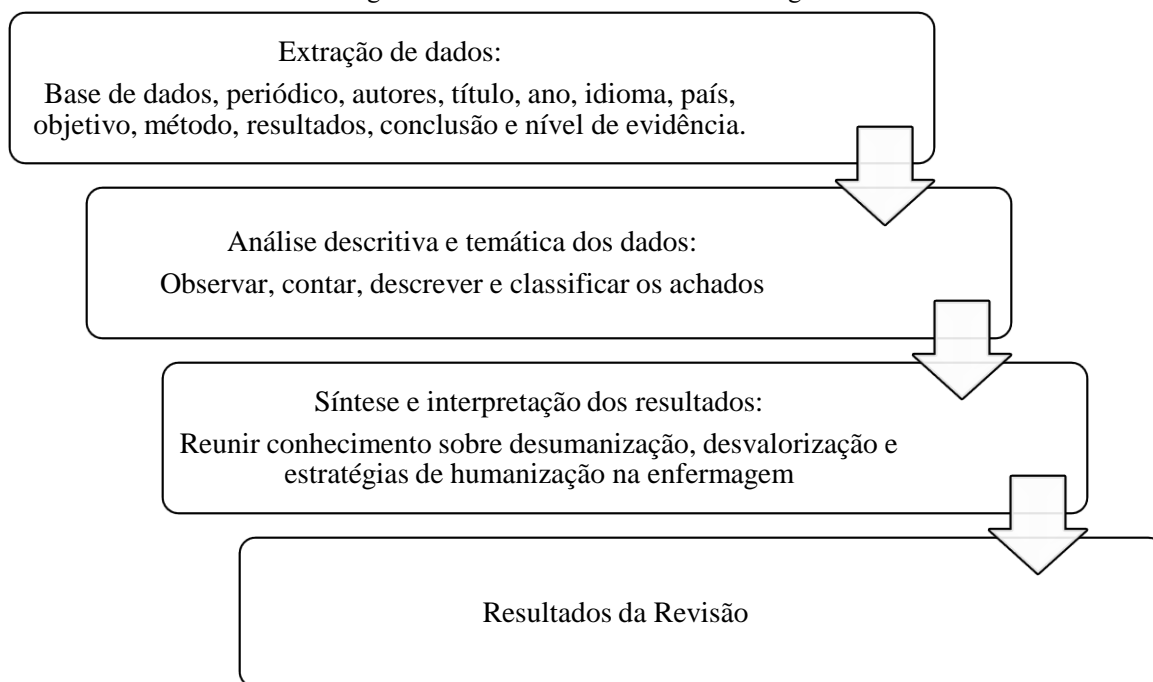 Extração de dados:
Base de dados, periódico, autores, título, ano, idioma, país,
objetivo, método, resultados, conclusão e nível de evidência.
Análise descritiva e temática dos dados:
Observar, contar, descrever e classificar os achados
Síntese e interpretação dos resultados:
Reunir conhecimento sobre desumanização, desvalorização e
estratégias de humanização na enfermagem
Resultados da Revisão